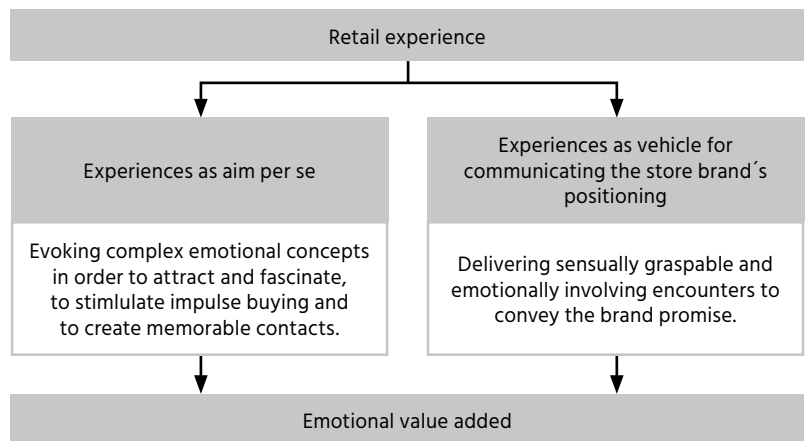 Retail experience
Experiences as aim per se
Experiences as vehicle for
communicating the store brand´s
positioning
Evoking complex emotional concepts
in order to attract and fascinate,
to stimlulate impulse buying and
to create memorable contacts.
Delivering sensually graspable and
emotionally involving encounters to
convey the brand promise.
Emotional value added